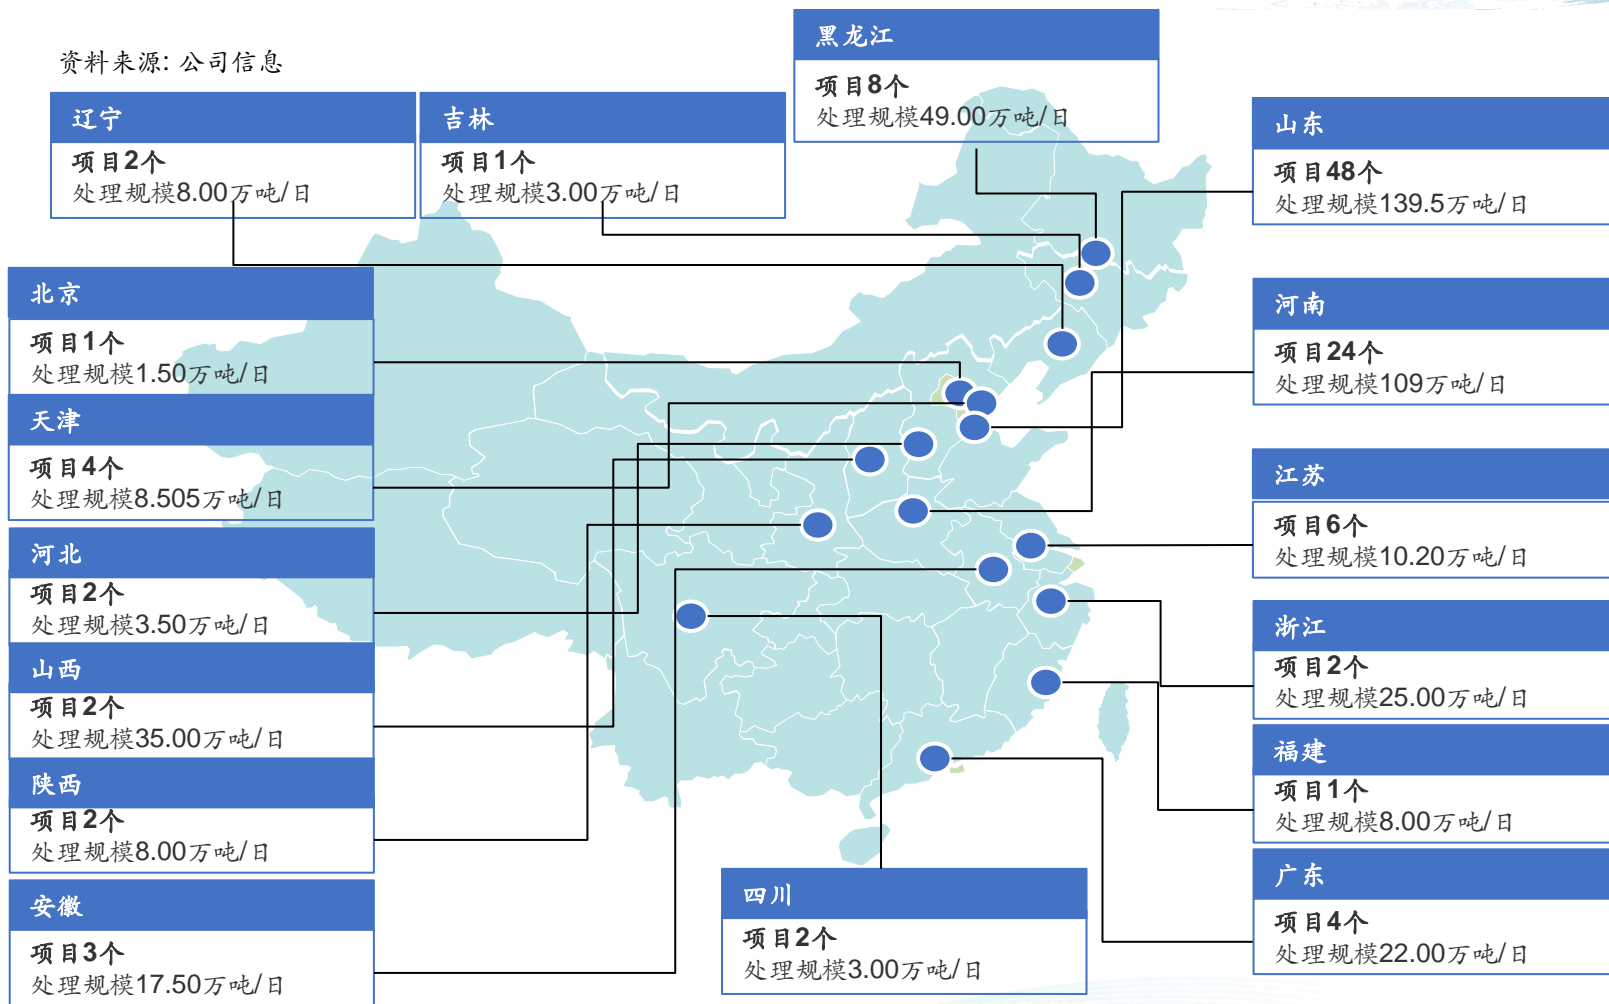 资料来源: 公司信息
黑龙江
项目8个
处理规模49.00万吨/日
辽宁
项目2个
处理规模8.00万吨/日
吉林
项目1个
处理规模3.00万吨/日
山东
项目48个
处理规模139.5万吨/日
北京
项目1个
处理规模1.50万吨/日
河南
项目24个
处理规模109万吨/日
天津
项目4个
处理规模8.505万吨/日
江苏
项目6个
处理规模10.20万吨/日
河北
项目2个
处理规模3.50万吨/日
浙江
项目2个
处理规模25.00万吨/日
山西
项目2个
处理规模35.00万吨/日
福建
项目1个
处理规模8.00万吨/日
陕西
项目2个
处理规模8.00万吨/日
广东
项目4个
处理规模22.00万吨/日
安徽
项目3个
处理规模17.50万吨/日
四川
项目2个
处理规模3.00万吨/日